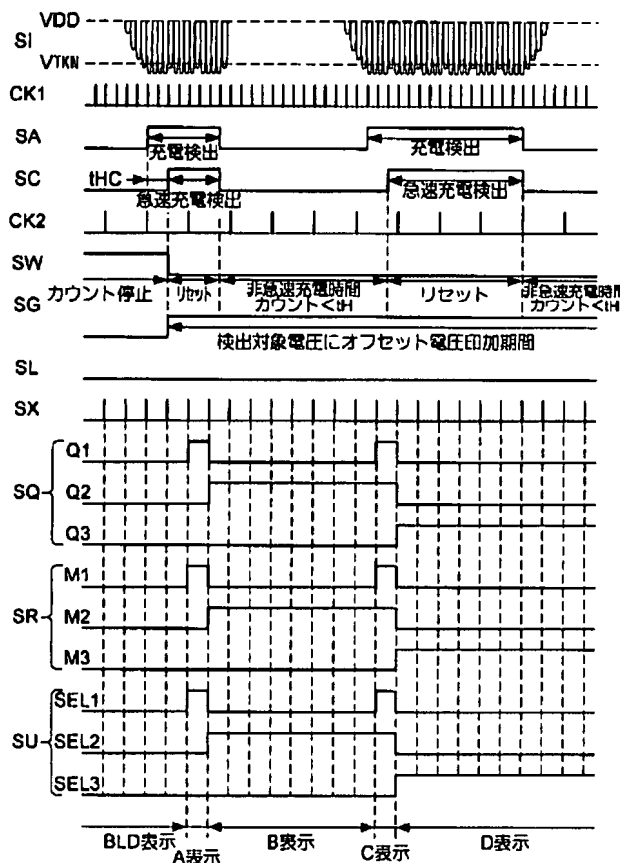 VDD
SI
VTKN
CK1
SA
充電検出
充電検出
SC
tHC
急速充電検出
急速充電検出
CK2
SW
カウント停止
リセット
非急速充電時間
カウント<tH
リセット
非急速充電時間
カウント<tH
SG
検出対象電圧にオフセット電圧印加期間
SL
SX
Q1
SQ
Q2
Q3
M1
SR
M2
M3
SEL1
SU
SEL2
SEL3
BLD表示
A表示
B表示
C表示
D表示